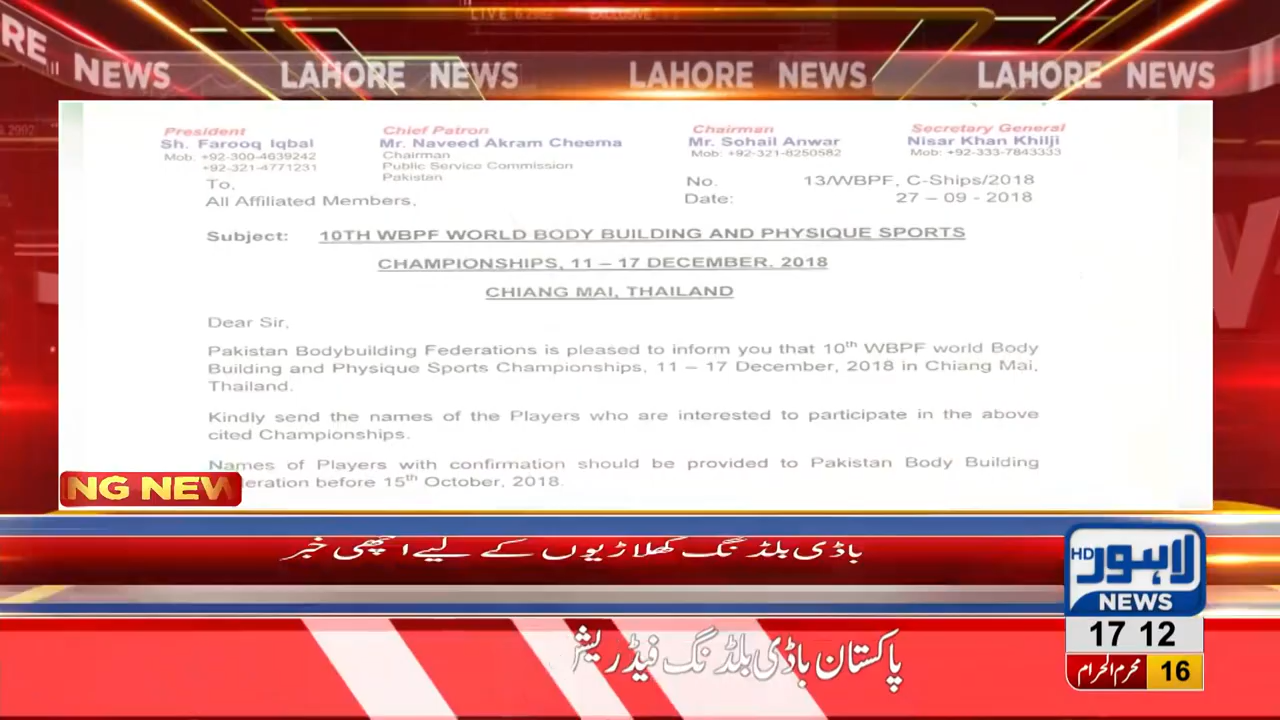 LIVE
EXCLUSIVE
RE NEWS LAHORE NEWS LAHORE NEWS LAHORE NEWS
President
Sh. Farooq Iqbal
Mob: +92-300-4639242
+92-321-4771231
Chief Patron
Mr. Naveed Akram Cheema
Chairman
Public Service Commission
Pakistan
Chairman
Mr. Sohail Anwar
Mob: +92-321-8250582
Secretary General
Nisar Khan Khilji
Mob: +92-333-7843333
To,
All Affiliated Members,
No. 13/WBPF, C-Ships/2018
Date: 27 – 09 - 2018
Subject: 10TH WBPF WORLD BODY BUILDING AND PHYSIQUE SPORTS
CHAMPIONSHIPS, 11 – 17 DECEMBER. 2018
CHIANG MAI, THAILAND
Dear Sir,
Pakistan Bodybuilding Federations is pleased to inform you that 10th WBPF world Body
Building and Physique Sports Championships, 11 – 17 December, 2018 in Chiang Mai,
Thailand.
Kindly send the names of the Players who are interested to participate in the above
cited Championships.
Names of Players with confirmation should be provided to Pakistan Body Building
eration before 15th October, 2018.
NG NEW
باڈی بلڈنگ کھلاڑیوں کے لیے اچھی خبر
پاکستان باڈی بلڈنگ فیڈریش
HD لاہور
NEWS
17 12
محرم الحرام 16